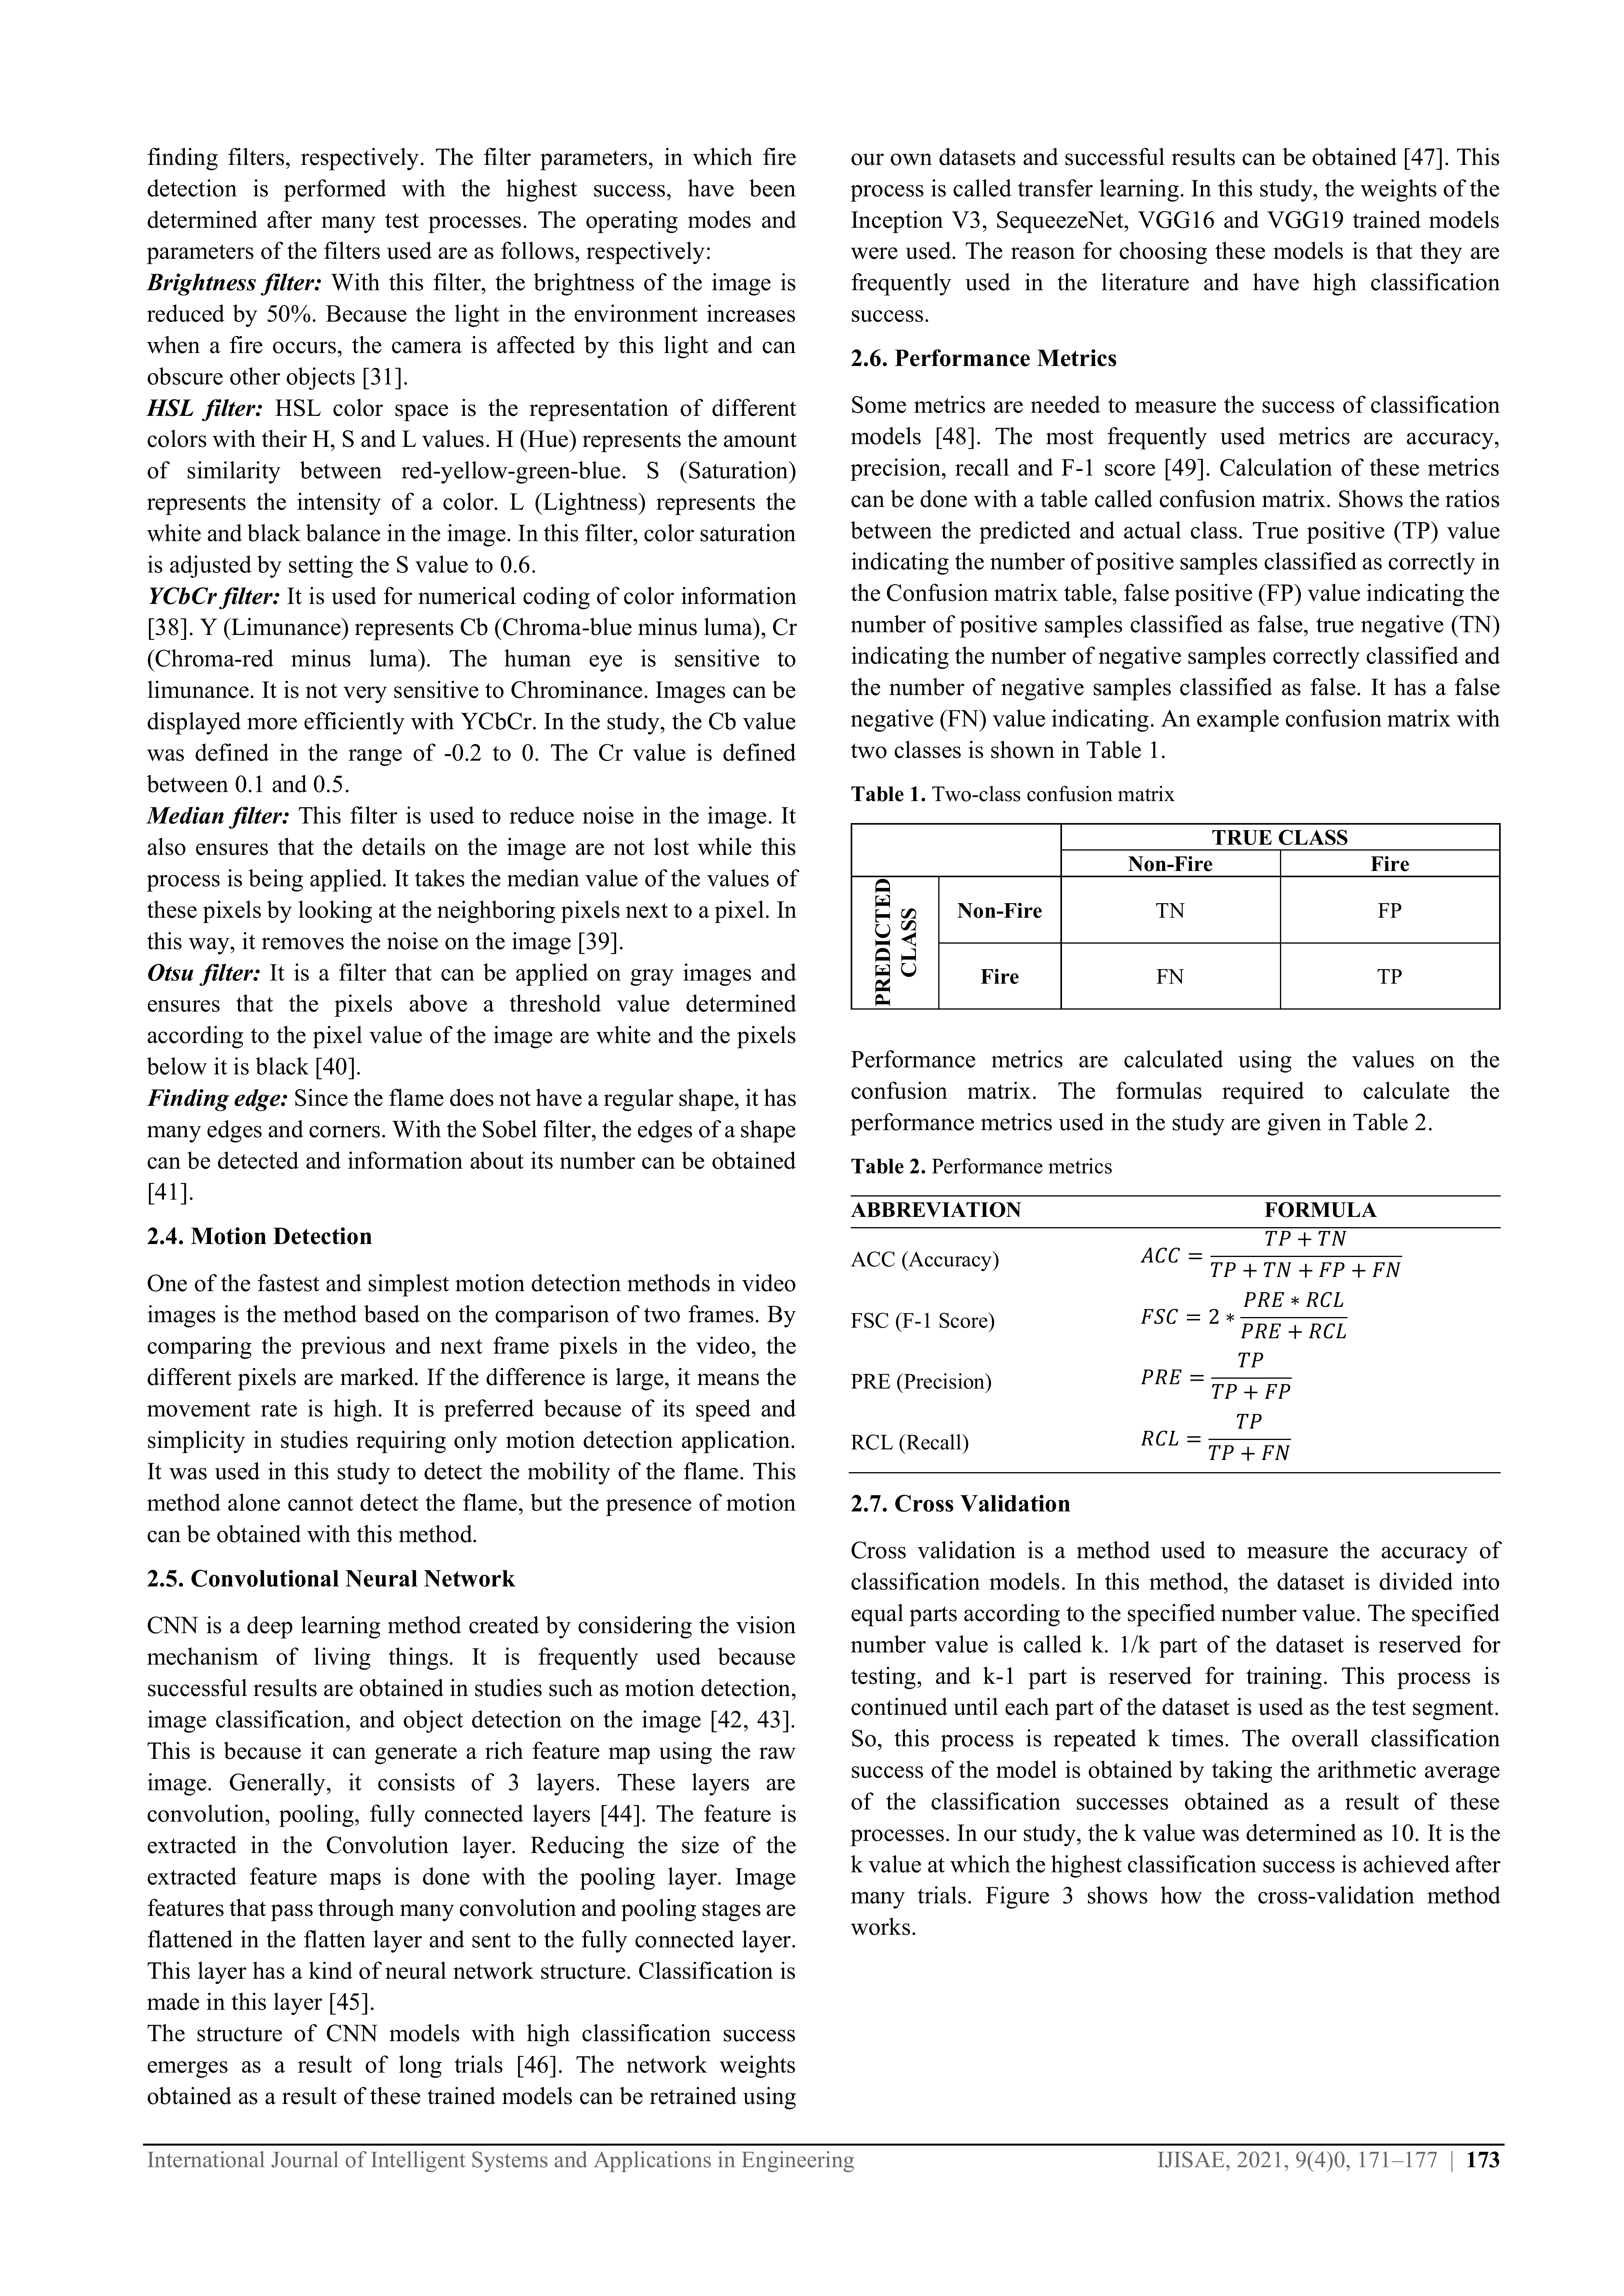 finding filters, respectively. The filter parameters, in which fire
detection is performed with the highest success, have been
determined after many test processes. The operating modes and
parameters of the filters used are as follows, respectively:
Brightness filter: With this filter, the brightness of the image is
reduced by 50%. Because the light in the environment increases
when a fire occurs, the camera is affected by this light and can
obscure other objects [31].
HSL filter: HSL color space is the representation of different
colors with their H, S and L values. H (Hue) represents the amount
of similarity between red-yellow-green-blue. S (Saturation)
represents the intensity of a color. L (Lightness) represents the
white and black balance in the image. In this filter, color saturation
is adjusted by setting the S value to 0.6.
YCbCr filter: It is used for numerical coding of color information
[38]. Y (Limunance) represents Cb (Chroma-blue minus luma), Cr
(Chroma-red minus luma). The human eye is sensitive to
limunance. It is not very sensitive to Chrominance. Images can be
displayed more efficiently with YCbCr. In the study, the Cb value
was defined in the range of -0.2 to 0. The Cr value is defined
between 0.1 and 0.5.
Median filter: This filter is used to reduce noise in the image. It
also ensures that the details on the image are not lost while this
process is being applied. It takes the median value of the values of
these pixels by looking at the neighboring pixels next to a pixel. In
this way, it removes the noise on the image [39].
Otsu filter: It is a filter that can be applied on gray images and
ensures that the pixels above a threshold value determined
according to the pixel value of the image are white and the pixels
below it is black [40].
Finding edge: Since the flame does not have a regular shape, it has
many edges and corners. With the Sobel filter, the edges of a shape
can be detected and information about its number can be obtained
[41].
2.4. Motion Detection
One of the fastest and simplest motion detection methods in video
images is the method based on the comparison of two frames. By
comparing the previous and next frame pixels in the video, the
different pixels are marked. If the difference is large, it means the
movement rate is high. It is preferred because of its speed and
simplicity in studies requiring only motion detection application.
It was used in this study to detect the mobility of the flame. This
method alone cannot detect the flame, but the presence of motion
can be obtained with this method.
2.5. Convolutional Neural Network
CNN is a deep learning method created by considering the vision
mechanism of living things. It is frequently used because
successful results are obtained in studies such as motion detection,
image classification, and object detection on the image [42, 43].
This is because it can generate a rich feature map using the raw
image. Generally, it consists of 3 layers. These layers are
convolution, pooling, fully connected layers [44]. The feature is
extracted in the Convolution layer. Reducing the size of the
extracted feature maps is done with the pooling layer. Image
features that pass through many convolution and pooling stages are
flattened in the flatten layer and sent to the fully connected layer.
This layer has a kind of neural network structure. Classification is
made in this layer [45].
The structure of CNN models with high classification success
emerges as a result of long trials [46]. The network weights
obtained as a result of these trained models can be retrained using
our own datasets and successful results can be obtained [47]. This
process is called transfer learning. In this study, the weights of the
Inception V3, SequeezeNet, VGG16 and VGG19 trained models
were used. The reason for choosing these models is that they are
frequently used in the literature and have high classification
success.
2.6. Performance Metrics
Some metrics are needed to measure the success of classification
models [48]. The most frequently used metrics are accuracy,
precision, recall and F-1 score [49]. Calculation of these metrics
can be done with a table called confusion matrix. Shows the ratios
between the predicted and actual class. True positive (TP) value
indicating the number of positive samples classified as correctly in
the Confusion matrix table, false positive (FP) value indicating the
number of positive samples classified as false, true negative (TN)
indicating the number of negative samples correctly classified and
the number of negative samples classified as false. It has a false
negative (FN) value indicating. An example confusion matrix with
two classes is shown in Table 1.
Table 1. Two-class confusion matrix
TRUE CLASS
Non-Fire Fire
PREDICTED
CLASS
Non-Fire TN FP
Fire FN TP
Performance metrics are calculated using the values on the
confusion matrix. The formulas required to calculate the
performance metrics used in the study are given in Table 2.
Table 2. Performance metrics
ABBREVIATION FORMULA
ACC (Accuracy) ACC = (TP + TN) / (TP + TN + FP + FN)
FSC (F-1 Score) FSC = 2 * (PRE * RCL) / (PRE + RCL)
PRE (Precision) PRE = TP / (TP + FP)
RCL (Recall) RCL = TP / (TP + FN)
2.7. Cross Validation
Cross validation is a method used to measure the accuracy of
classification models. In this method, the dataset is divided into
equal parts according to the specified number value. The specified
number value is called k. 1/k part of the dataset is reserved for
testing, and k-1 part is reserved for training. This process is
continued until each part of the dataset is used as the test segment.
So, this process is repeated k times. The overall classification
success of the model is obtained by taking the arithmetic average
of the classification successes obtained as a result of these
processes. In our study, the k value was determined as 10. It is the
k value at which the highest classification success is achieved after
many trials. Figure 3 shows how the cross-validation method
works.
International Journal of Intelligent Systems and Applications in Engineering IJISAE, 2021, 9(4)0, 171–177 | 173